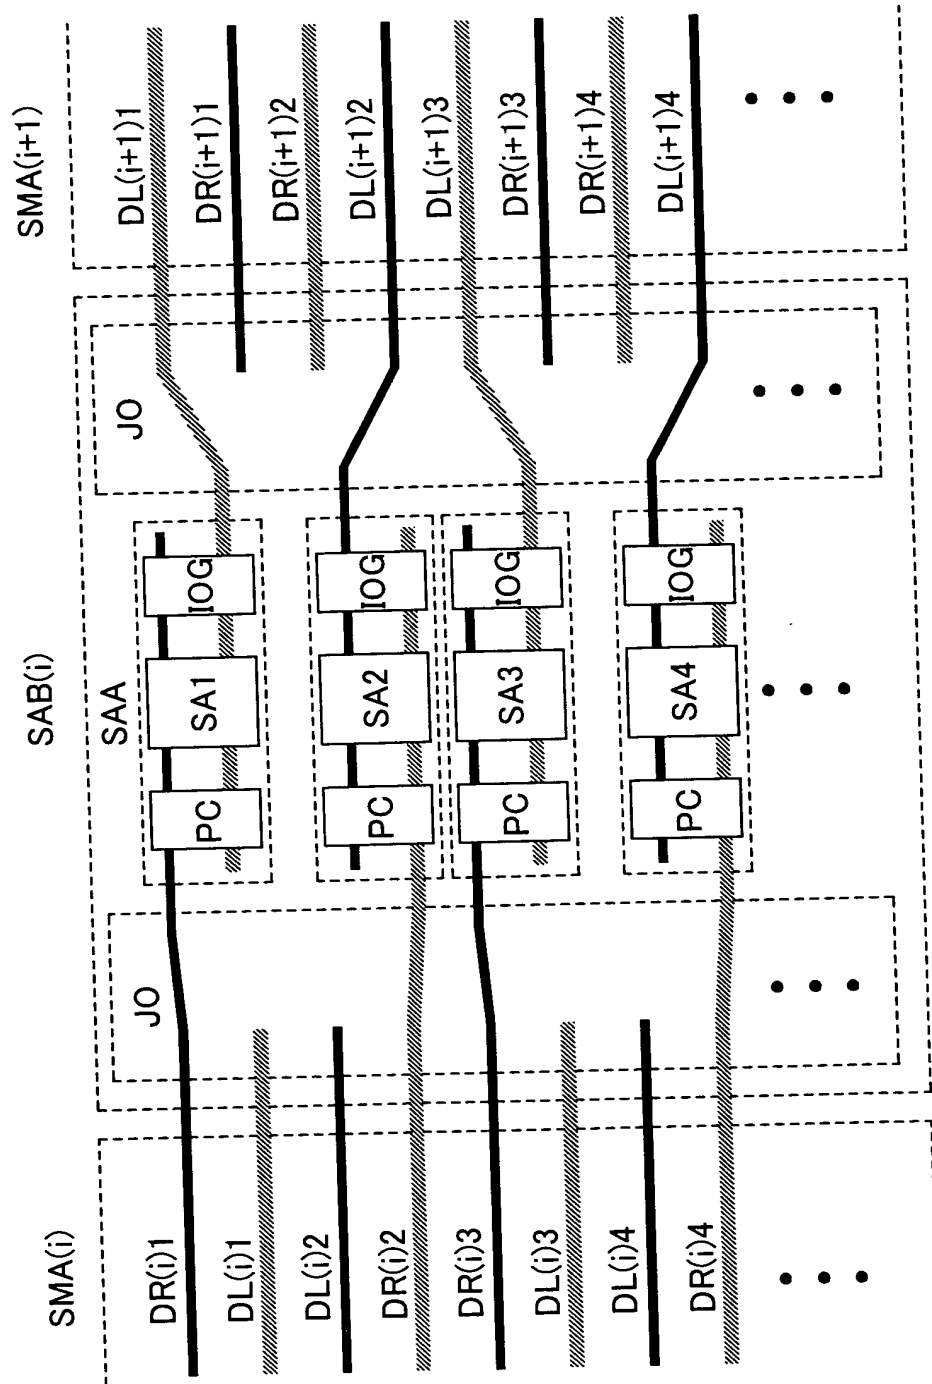 SMA(i)
SAB(i)
SMA(i+1)
JO
SAA
JO
DR(i)1
PC
SA1
IOG
DL(i+1)1
DL(i)1
DR(i+1)1
DL(i)2
DR(i+1)2
DR(i)2
PC
SA2
IOG
DL(i+1)2
DR(i)3
PC
SA3
IOG
DL(i+1)3
DL(i)3
DR(i+1)3
DL(i)4
DR(i+1)4
DR(i)4
PC
SA4
IOG
DL(i+1)4